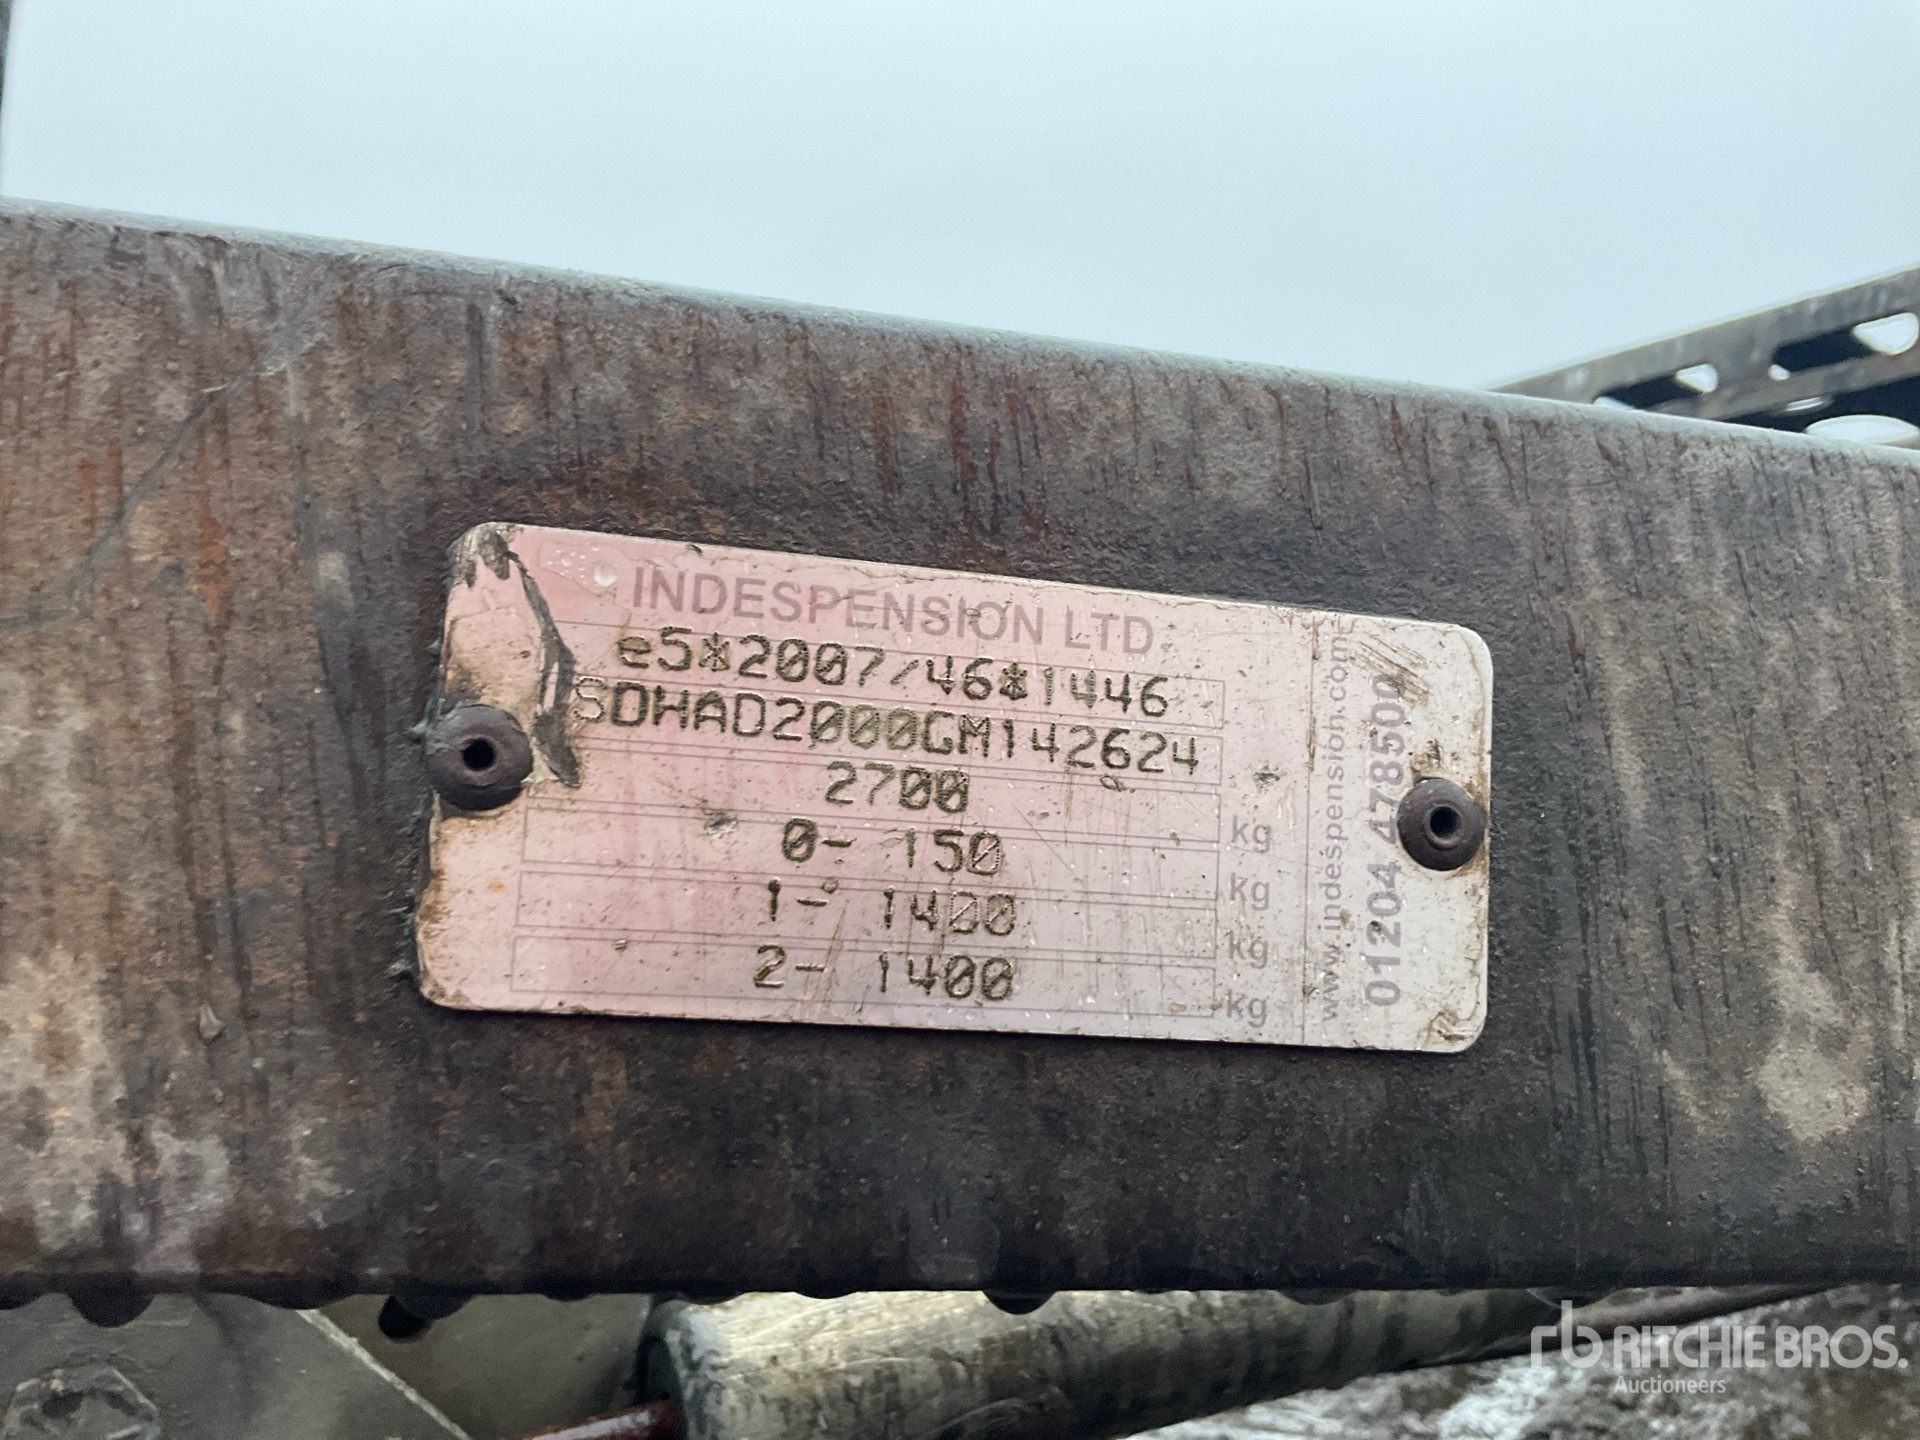 INDESPENSION LTD
e5*2007/46*1446
SDHAD2000GM142624
2700 kg
0- 150 kg
1- 1400 kg
2- 1400 kg
www.indespension.com
01204 478500
rb RITCHIE BROS.
Auctioneers